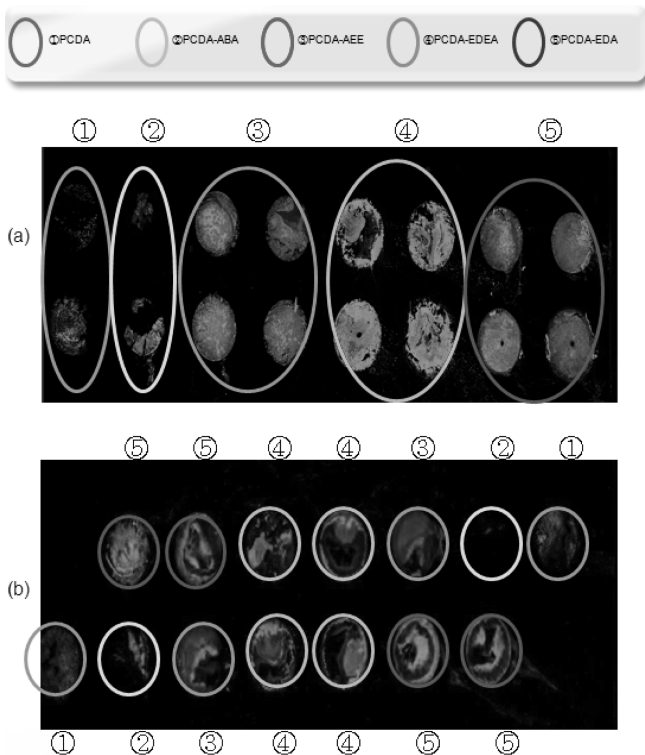 ①PCDA ②PCDA-ABA ③PCDA-AEE ④PCDA-EDEA ⑤PCDA-EDA
① ② ③ ④ ⑤
(a)
⑤ ⑤ ④ ④ ③ ② ①
(b)
① ② ③ ④ ④ ⑤ ⑤